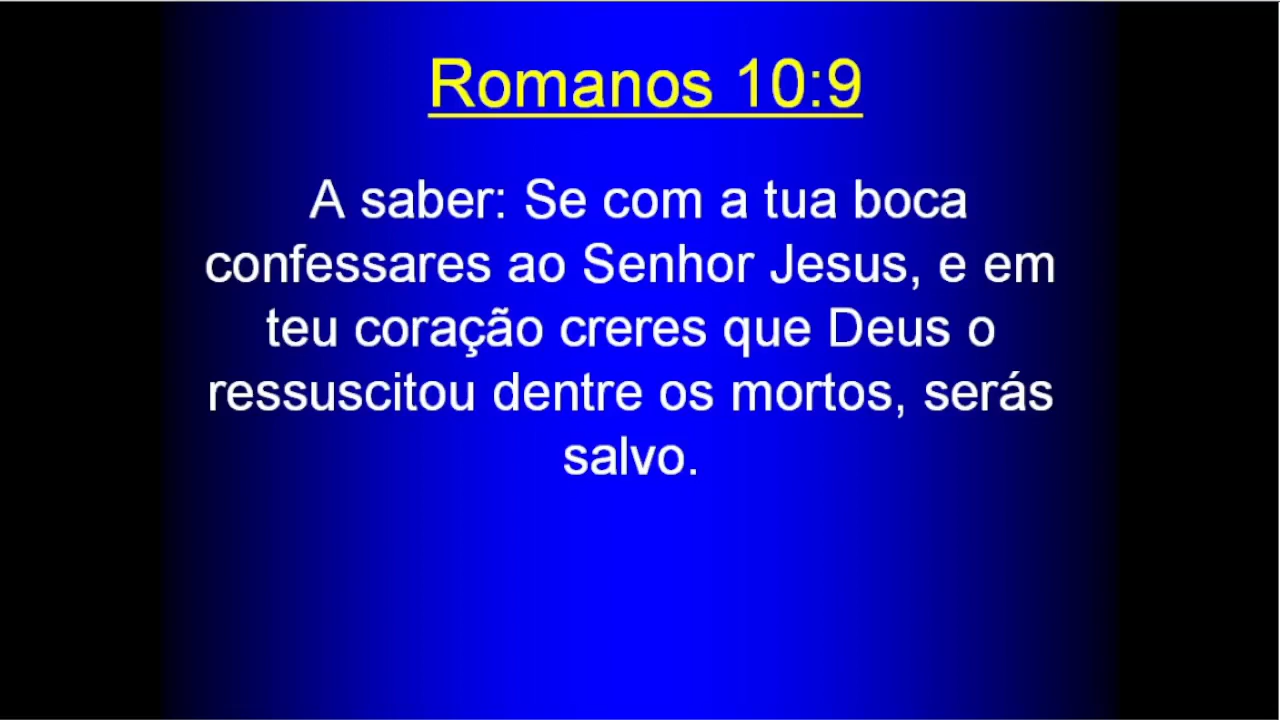 Romanos 10:9
A saber: Se com a tua boca
confessares ao Senhor Jesus, e em
teu coração creres que Deus o
ressuscitou dentre os mortos, serás
salvo.